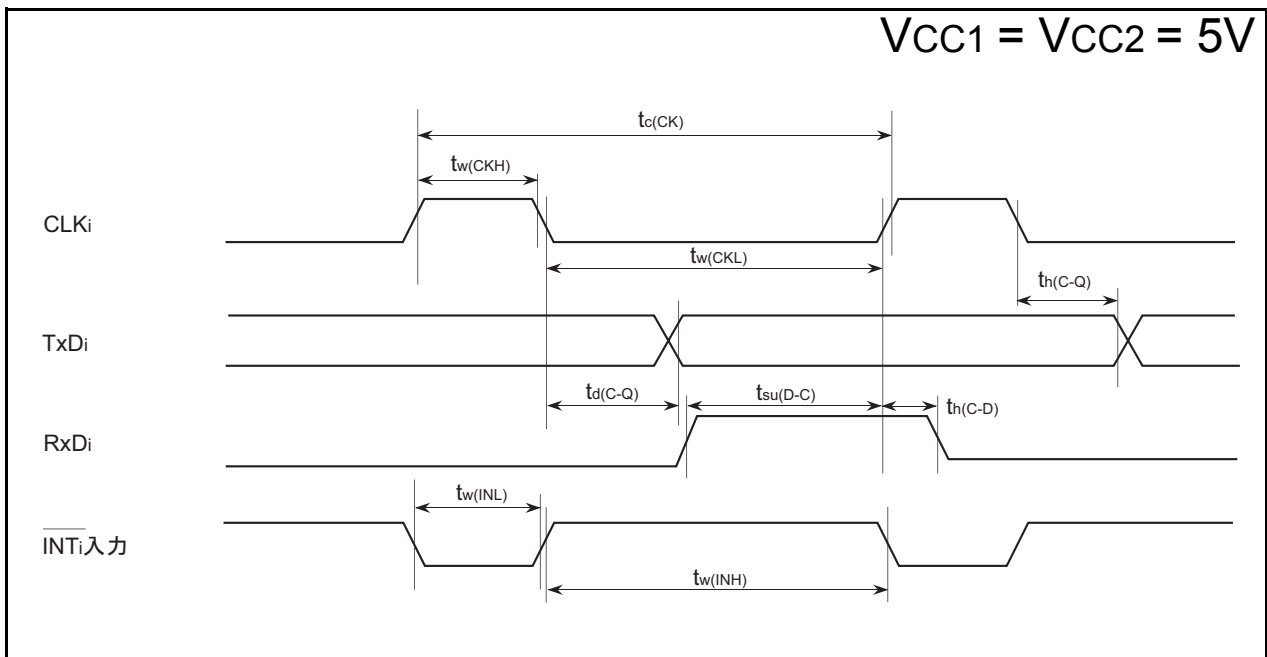 VCC1 = VCC2 = 5V
tc(CK)
tw(CKH)
CLKi
tw(CKL)
th(C-Q)
TxDi
td(C-Q)
tsu(D-C)
th(C-D)
RxDi
tw(INL)
INTi入力
tw(INH)